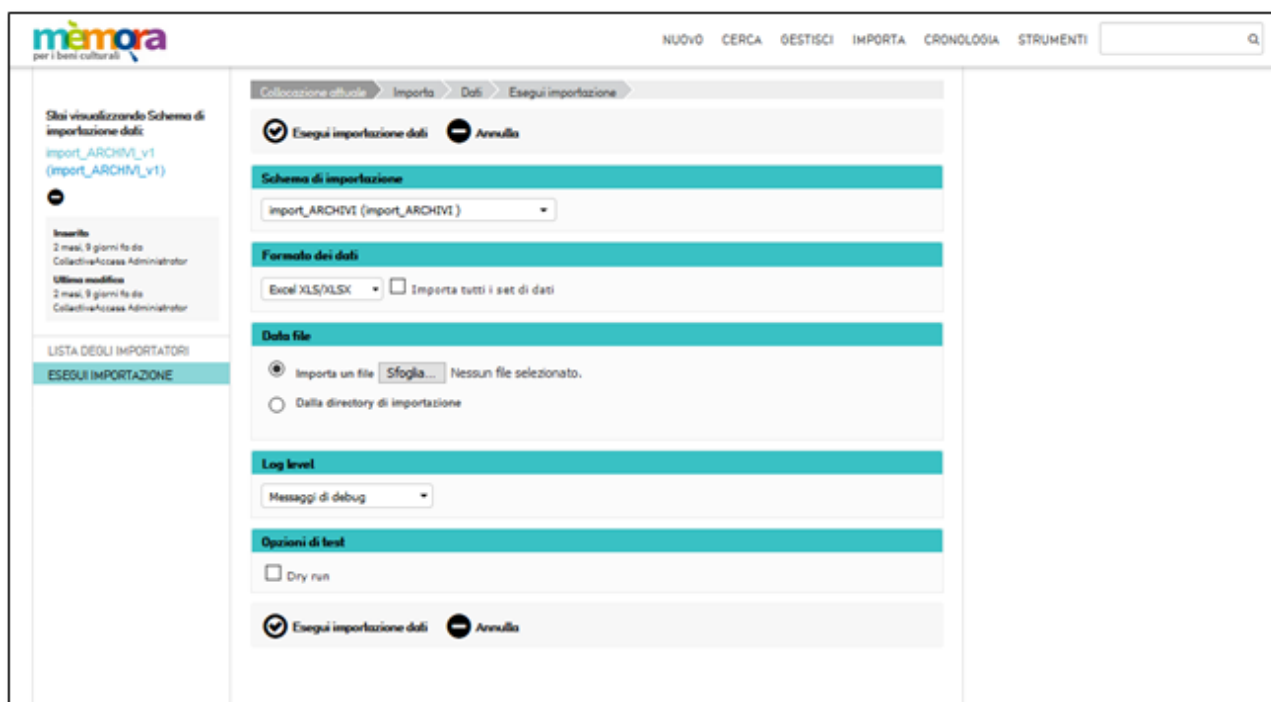 mèmora
per i beni culturali
NUOVO CERCA GESTISCI IMPORTA CRONOLOGIA STRUMENTI
Collocazione attuale Importa Dati Esegui importazione
Stai visualizzando Schema di
importazione dati:
import_ARCHIVI_v1
(import_ARCHIVI_v1)
Inserito
2 mesi, 9 giorni fa da
CollectiveAccess Administrator
Ultima modifica
2 mesi, 9 giorni fa da
CollectiveAccess Administrator
LISTA DEGLI IMPORTATORI
ESEGUI IMPORTAZIONE
Esegui importazione dati Annulla
Schema di importazione
import_ARCHIVI (import_ARCHIVI )
Formato dei dati
Excel XLS/XLSX Importa tutti i set di dati
Data file
Importa un file Sfoglia... Nessun file selezionato.
Dalla directory di importazione
Log level
Messaggi di debug
Opzioni di test
Dry run
Esegui importazione dati Annulla